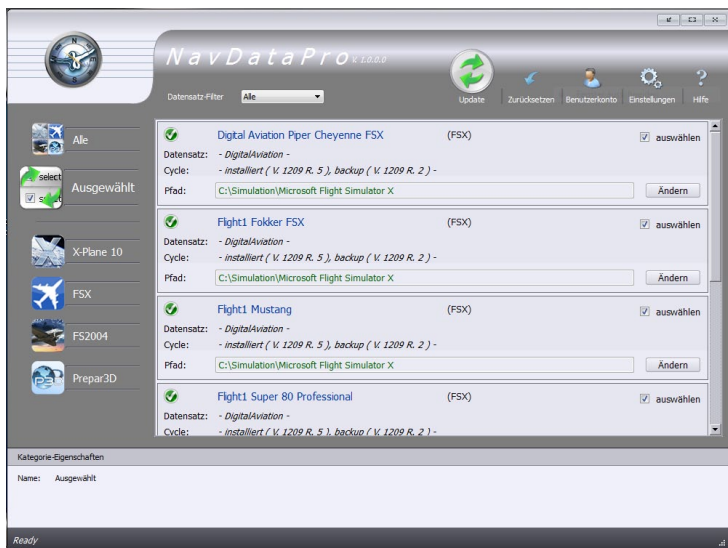 NavDataPro V. 1.0.0.0
Datensatz-Filter Alle
Update Zurücksetzen Benutzerkonto Einstellungen Hilfe
Alle
select
Ausgewählt
X-Plane 10
FSX
FS2004
Prepar3D
Digital Aviation Piper Cheyenne FSX (FSX) auswählen
Datensatz: - DigitalAviation -
Cycle: - installiert ( V. 1209 R. 5 ), backup ( V. 1209 R. 2 ) -
Pfad: C:\Simulation\Microsoft Flight Simulator X Ändern
Flight1 Fokker FSX (FSX) auswählen
Datensatz: - DigitalAviation -
Cycle: - installiert ( V. 1209 R. 5 ), backup ( V. 1209 R. 2 ) -
Pfad: C:\Simulation\Microsoft Flight Simulator X Ändern
Flight1 Mustang (FSX) auswählen
Datensatz: - DigitalAviation -
Cycle: - installiert ( V. 1209 R. 5 ), backup ( V. 1209 R. 2 ) -
Pfad: C:\Simulation\Microsoft Flight Simulator X Ändern
Flight1 Super 80 Professional (FSX) auswählen
Datensatz: - DigitalAviation -
Cycle: - installiert ( V. 1209 R. 5 ), backup ( V. 1209 R. 2 ) -
Kategorie-Eigenschaften
Name: Ausgewählt
Ready